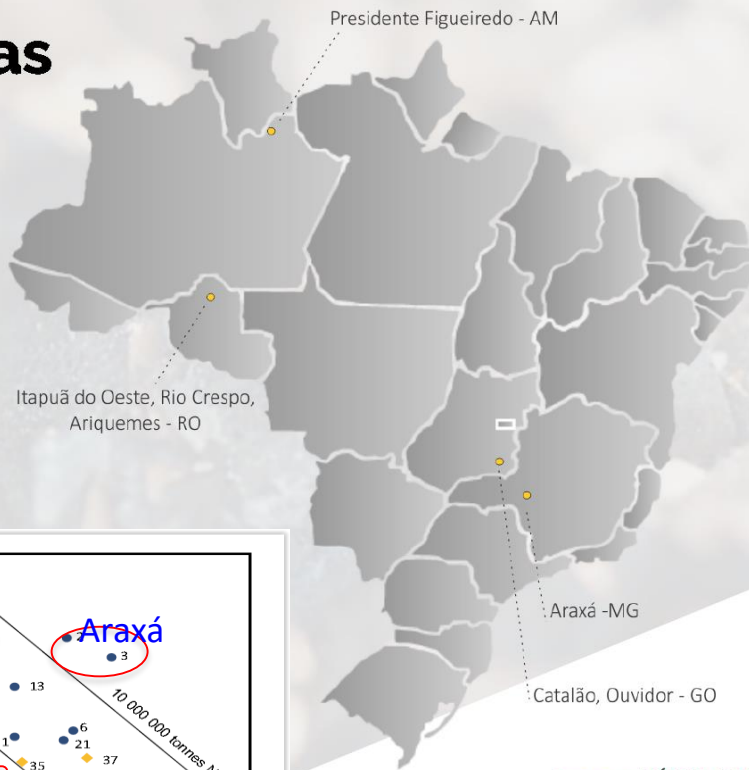 as
Presidente Figueiredo - AM
Itapuã do Oeste, Rio Crespo,
Ariquemes - RO
Araxá -MG
Catalão, Ouvidor - GO
Araxá
2
3
13
10 000 000 tonnes
6
1
21
37
35